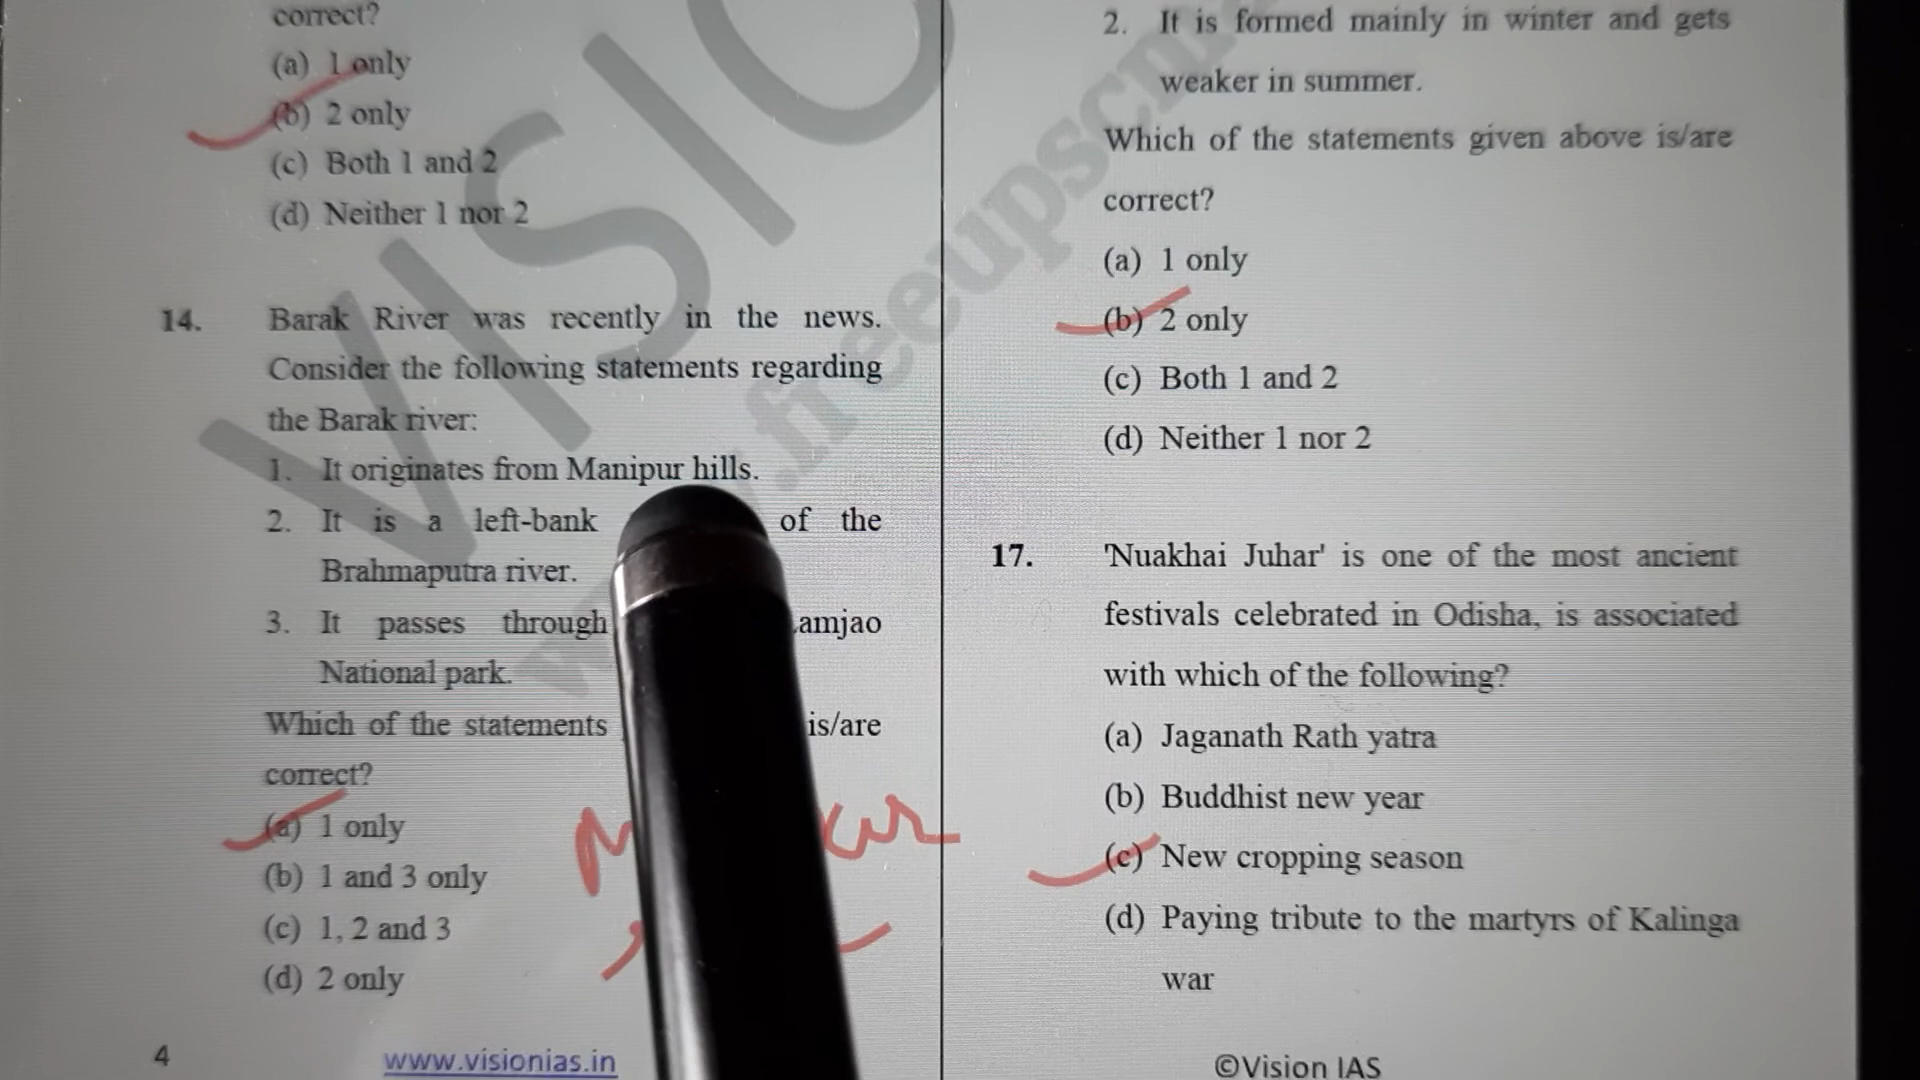 correct?
(a) 1 only
(b) 2 only
(c) Both 1 and 2
(d) Neither 1 nor 2
14. Barak River was recently in the news.
Consider the following statements regarding
the Barak river:
1. It originates from Manipur hills.
2. It is a left-bank of the
Brahmaputra river.
3. It passes through amjao
National park.
Which of the statements is/are
correct?
(a) 1 only
(b) 1 and 3 only
(c) 1, 2 and 3
(d) 2 only
4
www.visionias.in
2. It is formed mainly in winter and gets
weaker in summer.
Which of the statements given above is/are
correct?
(a) 1 only
(b) 2 only
(c) Both 1 and 2
(d) Neither 1 nor 2
17. 'Nuakhai Juhar' is one of the most ancient
festivals celebrated in Odisha, is associated
with which of the following?
(a) Jaganath Rath yatra
(b) Buddhist new year
(c) New cropping season
(d) Paying tribute to the martyrs of Kalinga
war
©Vision IAS
VISIO
www.freeupscm